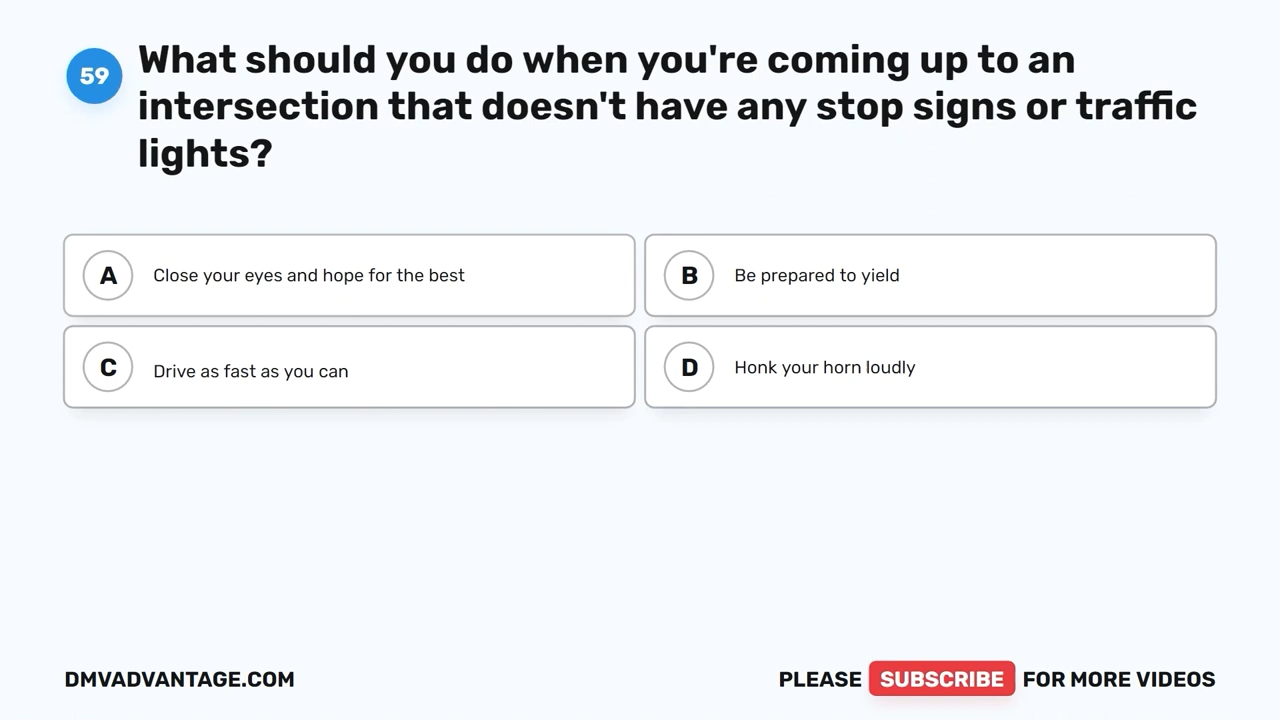 59
What should you do when you're coming up to an
intersection that doesn't have any stop signs or traffic
lights?
A Close your eyes and hope for the best
B Be prepared to yield
C Drive as fast as you can
D Honk your horn loudly
DMVADVANTAGE.COM
PLEASE SUBSCRIBE FOR MORE VIDEOS